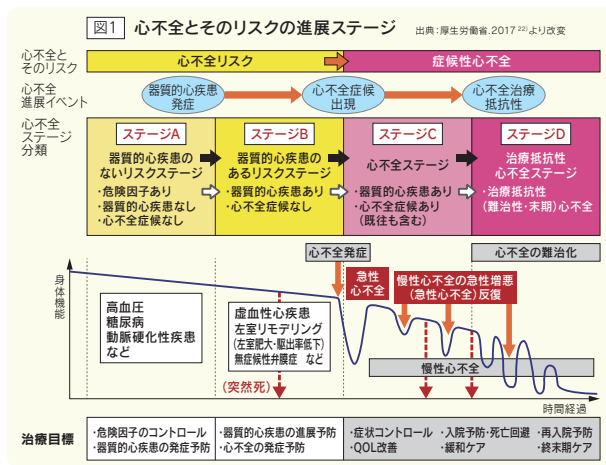 図1 心不全とそのリスクの進展ステージ 出典:厚生労働省.2017 22)より改変
心不全と
そのリスク
心不全リスク
症候性心不全
心不全
進展イベント
器質的心疾患
発症
心不全症候
出現
心不全治療
抵抗性
心不全
ステージ
分類
ステージA
器質的心疾患の
ないリスクステージ
・危険因子あり
・器質的心疾患なし
・心不全症候なし
ステージB
器質的心疾患の
あるリスクステージ
・器質的心疾患あり
・心不全症候なし
ステージC
心不全ステージ
・器質的心疾患あり
・心不全症候あり
(既往も含む)
ステージD
治療抵抗性
心不全ステージ
・治療抵抗性
(難治性・末期)心不全
心不全発症
心不全の難治化
身体機能
急性
心不全
慢性心不全の急性増悪
(急性心不全)反復
高血圧
糖尿病
動脈硬化性疾患
など
虚血性心疾患
左室リモデリング
(左室肥大・駆出率低下)
無症候性弁膜症 など
慢性心不全
(突然死)
時間経過
治療目標
・危険因子のコントロール
・器質的心疾患の発症予防
・器質的心疾患の進展予防
・心不全の発症予防
・症状コントロール ・入院予防・死亡回避
・QOL改善 ・緩和ケア
・再入院予防
・終末期ケア